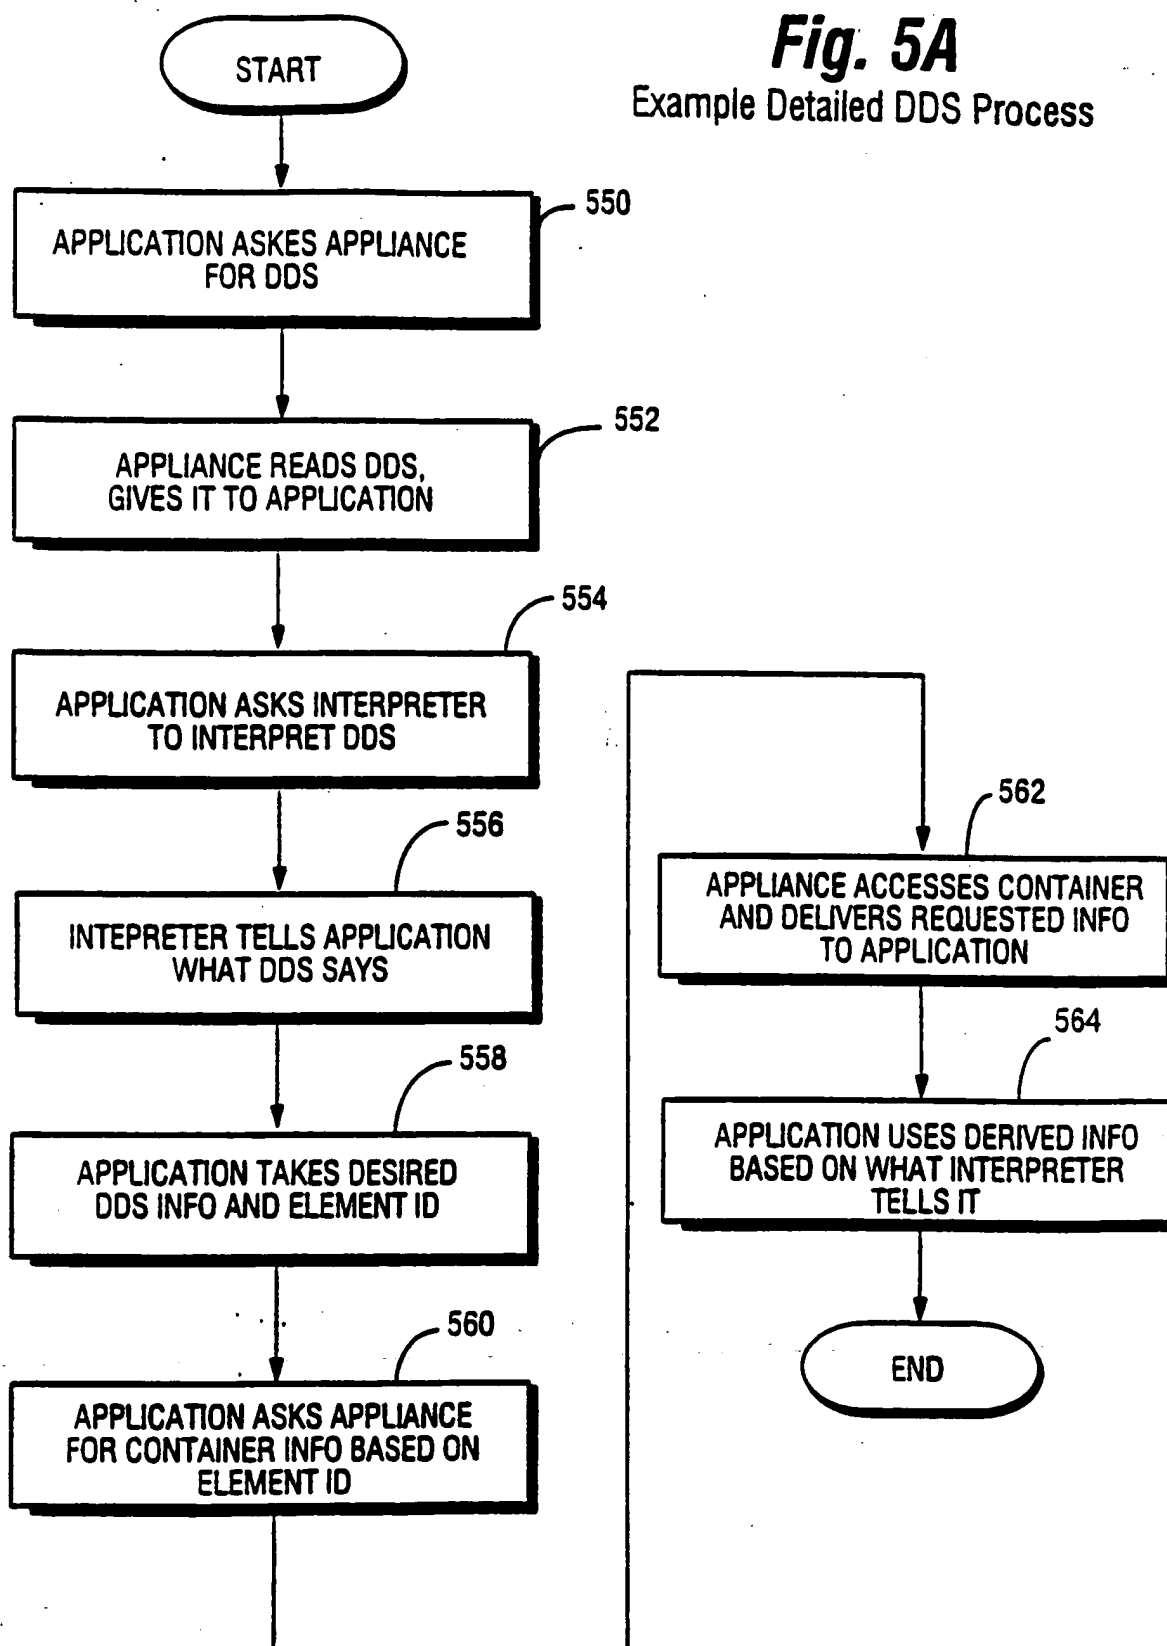 Fig. 5A
Example Detailed DDS Process
START
550
APPLICATION ASKES APPLIANCE
FOR DDS
552
APPLIANCE READS DDS,
GIVES IT TO APPLICATION
554
APPLICATION ASKS INTERPRETER
TO INTERPRET DDS
556
INTEPRETER TELLS APPLICATION
WHAT DDS SAYS
558
APPLICATION TAKES DESIRED
DDS INFO AND ELEMENT ID
560
APPLICATION ASKS APPLIANCE
FOR CONTAINER INFO BASED ON
ELEMENT ID
562
APPLIANCE ACCESSES CONTAINER
AND DELIVERS REQUESTED INFO
TO APPLICATION
564
APPLICATION USES DERIVED INFO
BASED ON WHAT INTERPRETER
TELLS IT
END